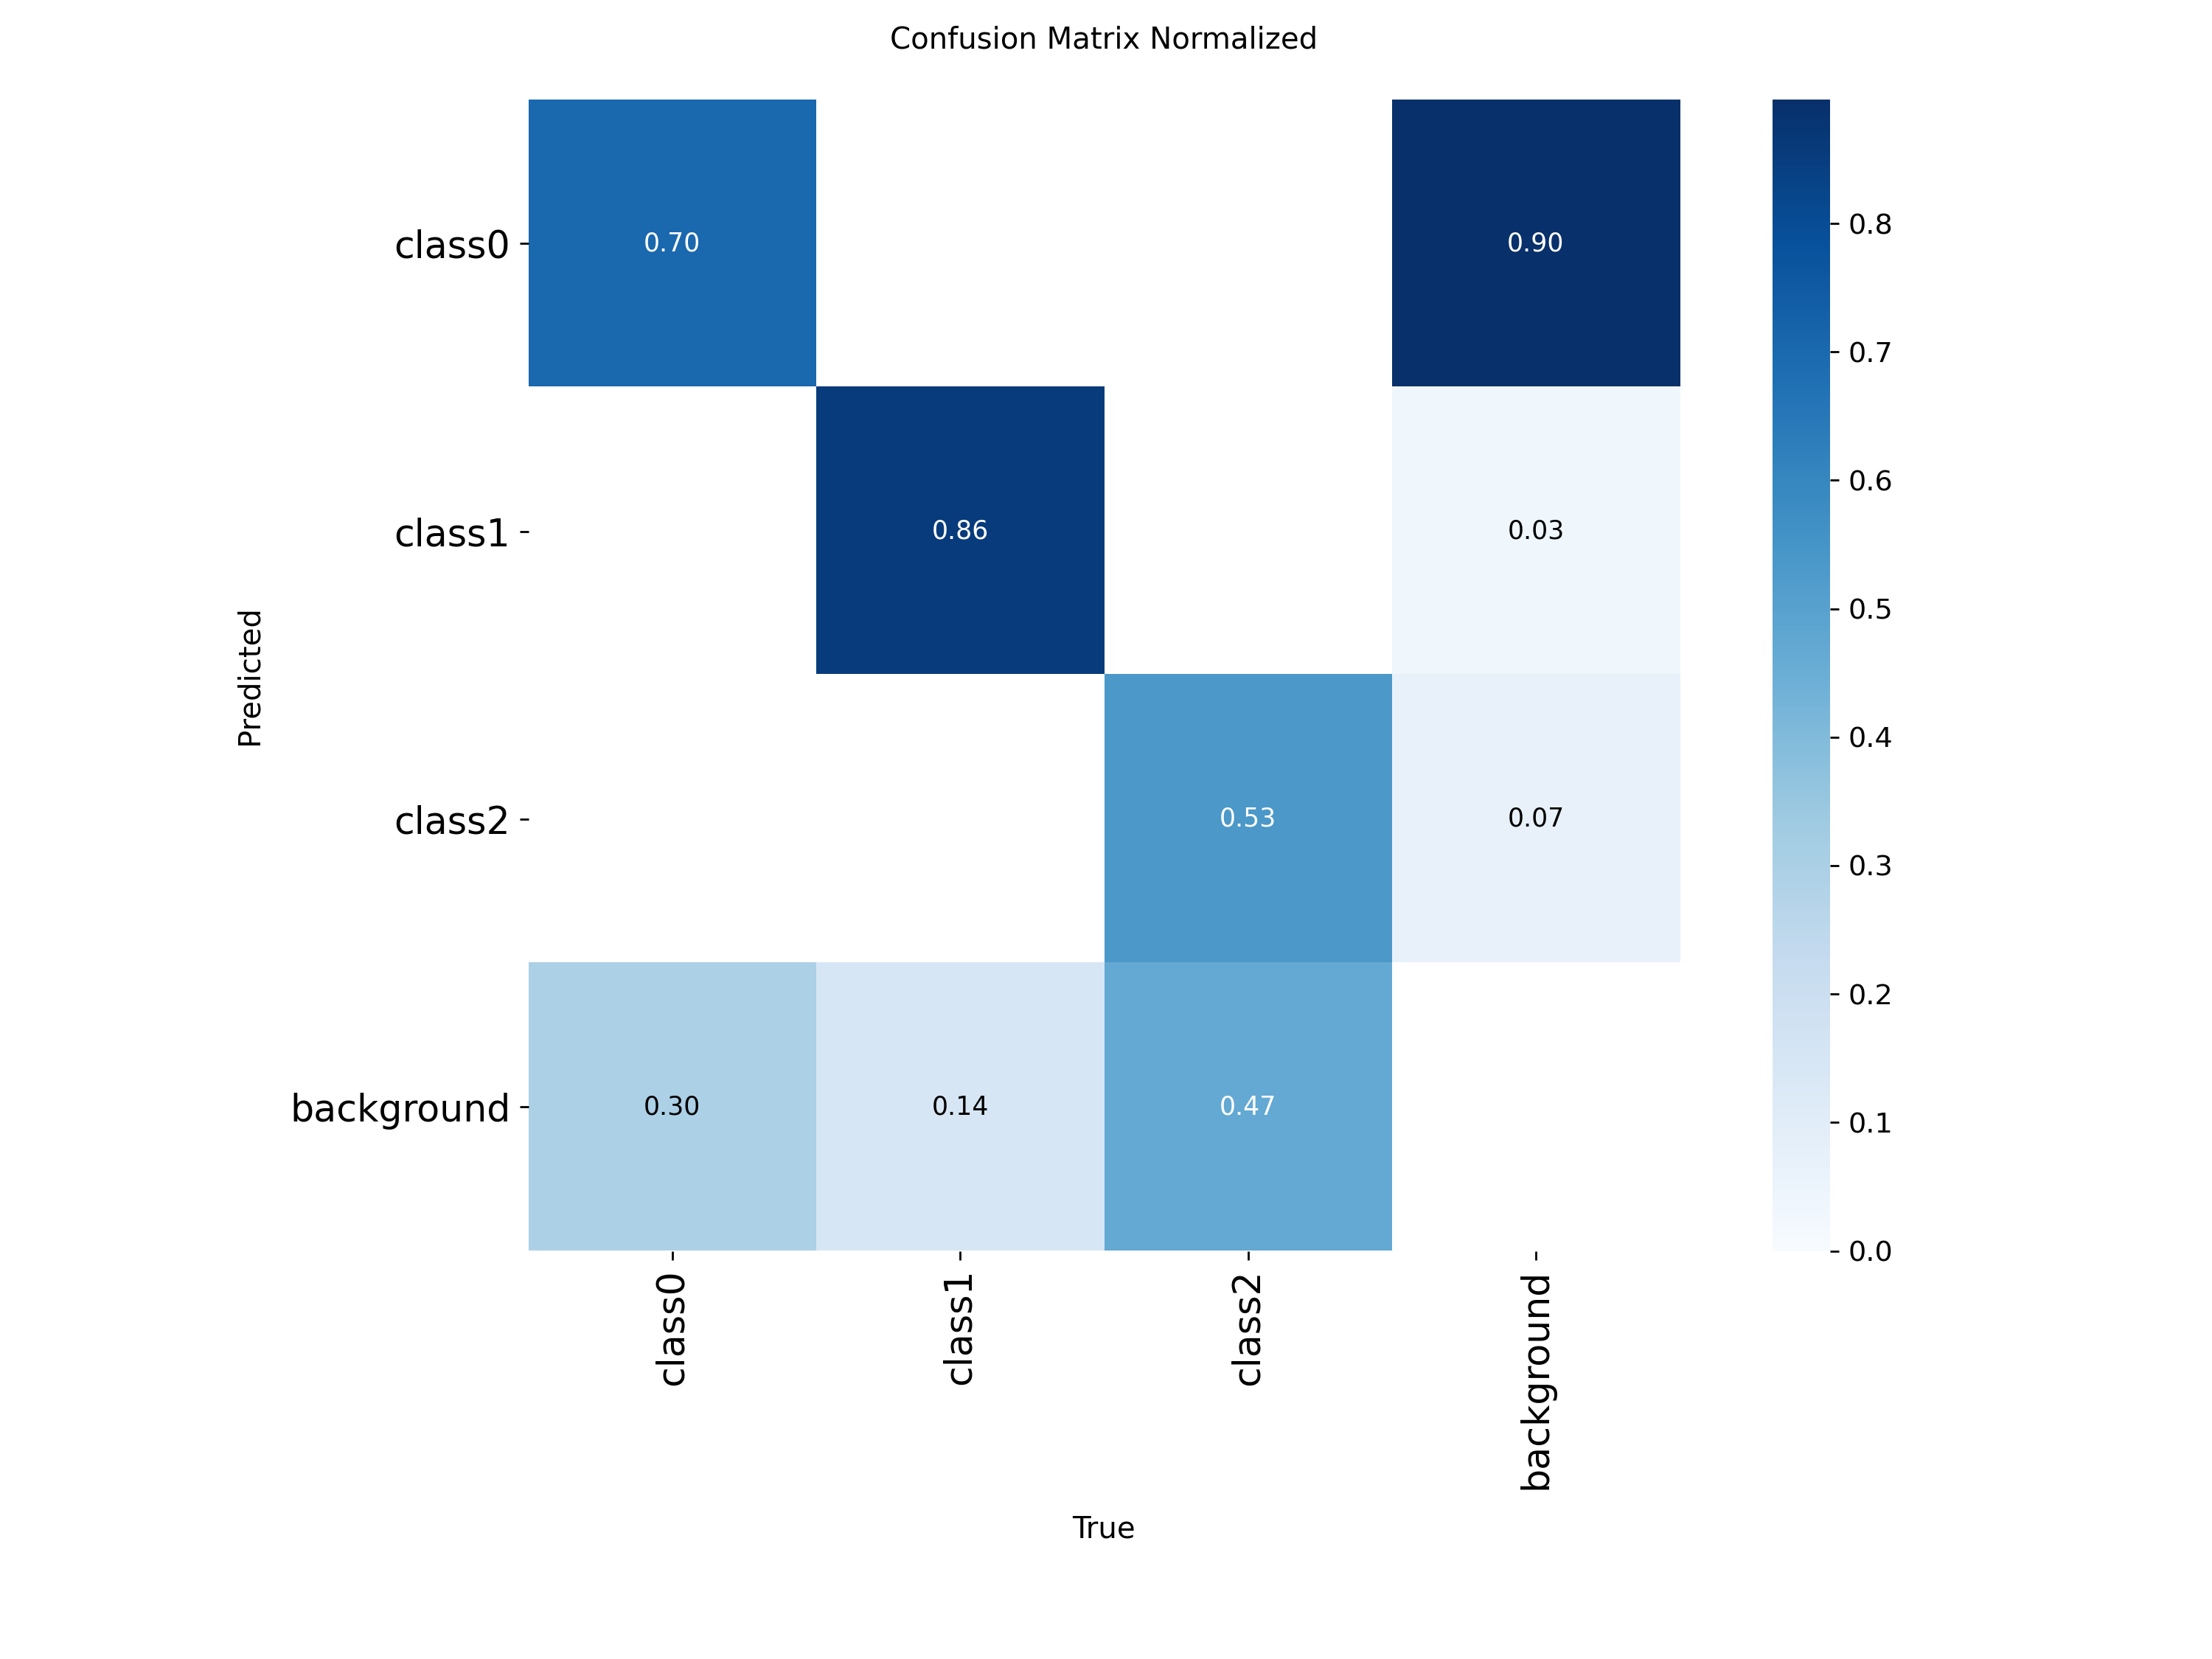 Confusion Matrix Normalized
class0
0.70
0.90
0.8
0.7
class1
0.86
0.03
0.6
0.5
Predicted
class2
0.53
0.07
0.4
0.3
background
0.30
0.14
0.47
0.2
0.1
0.0
class0
class1
class2
background
True